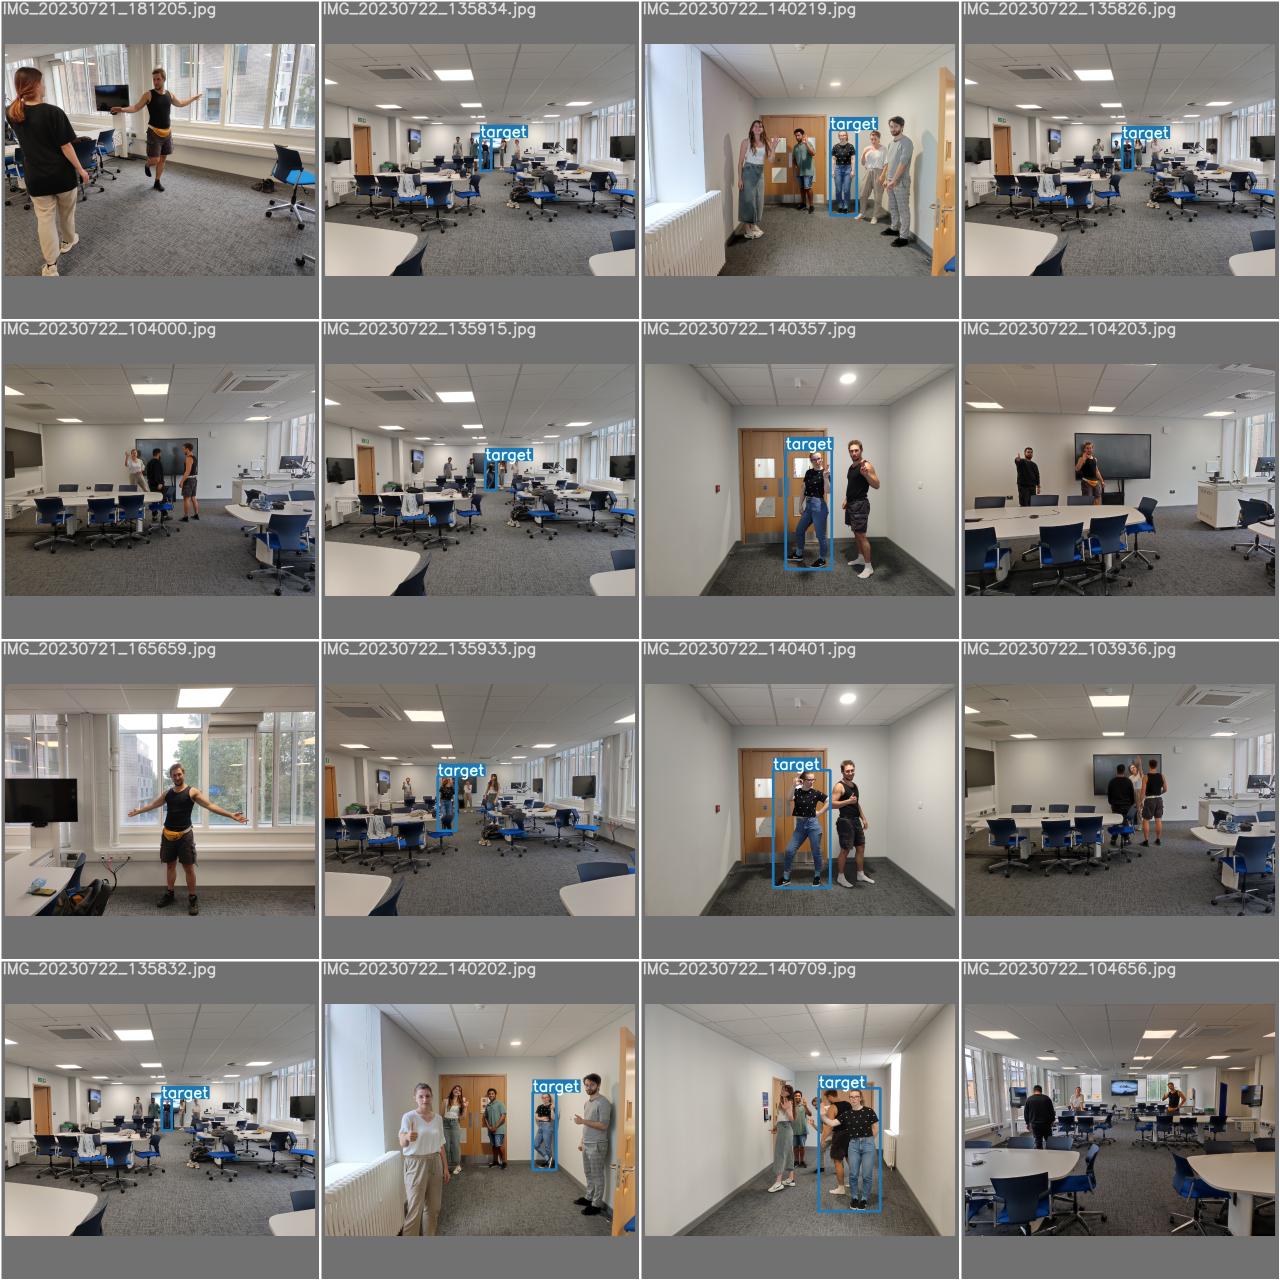 IMG_20230721_181205.jpg
IMG_20230722_135834.jpg
target
IMG_20230722_140219.jpg
target
IMG_20230722_135826.jpg
target
IMG_20230722_104000.jpg
IMG_20230722_135915.jpg
target
IMG_20230722_140357.jpg
target
IMG_20230722_104203.jpg
IMG_20230721_165659.jpg
IMG_20230722_135933.jpg
target
IMG_20230722_140401.jpg
target
IMG_20230722_103936.jpg
IMG_20230722_135832.jpg
target
IMG_20230722_140202.jpg
target
IMG_20230722_140709.jpg
target
IMG_20230722_104656.jpg